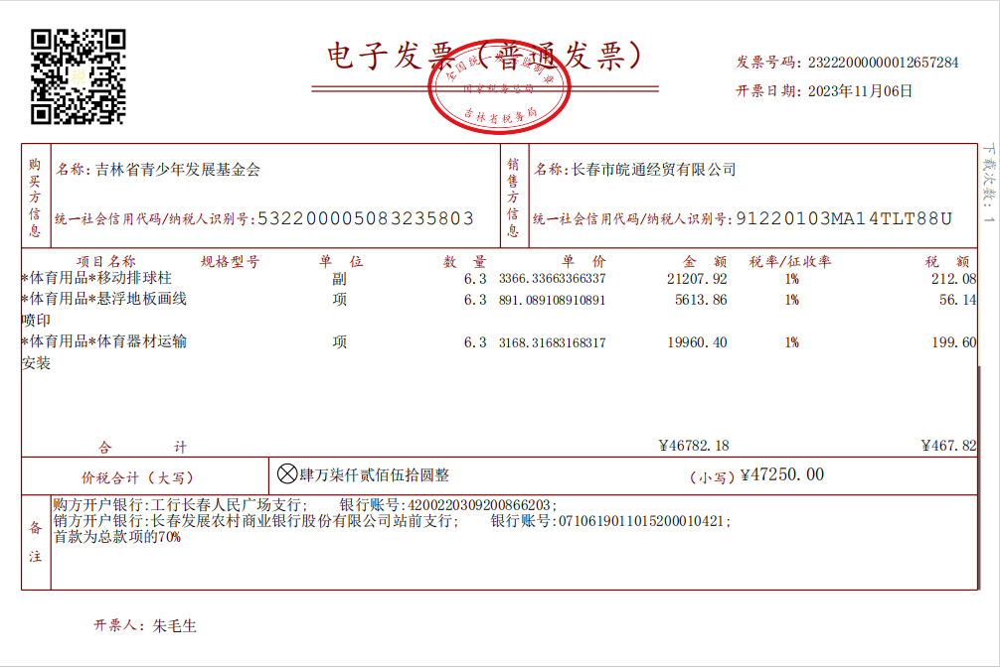 电子发票（普通发票）
全国统一发票监制章
国家税务总局
吉林省税务局
发票号码：23222000000012657284
开票日期：2023年11月06日
下载次数：1
购买方信息
名称：吉林省青少年发展基金会
统一社会信用代码/纳税人识别号：532200005083235803
销售方信息
名称：长春市皖通经贸有限公司
统一社会信用代码/纳税人识别号：91220103MA14TLT88U
项目名称 规格型号 单位 数量 单价 金额 税率/征收率 税额
*体育用品*移动排球柱 副 6.3 3366.33663366337 21207.92 1% 212.08
*体育用品*悬浮地板画线 项 6.3 891.089108910891 5613.86 1% 56.14
喷印
*体育用品*体育器材运输 项 6.3 3168.31683168317 19960.40 1% 199.60
安装
合计 ¥46782.18 ¥467.82
价税合计（大写） 肆万柒仟贰佰伍拾圆整 （小写）¥47250.00
备注
购方开户银行:工行长春人民广场支行; 银行账号:4200220309200866203;
销方开户银行:长春发展农村商业银行股份有限公司站前支行; 银行账号:0710619011015200010421;
首款为总款项的70%
开票人：朱毛生